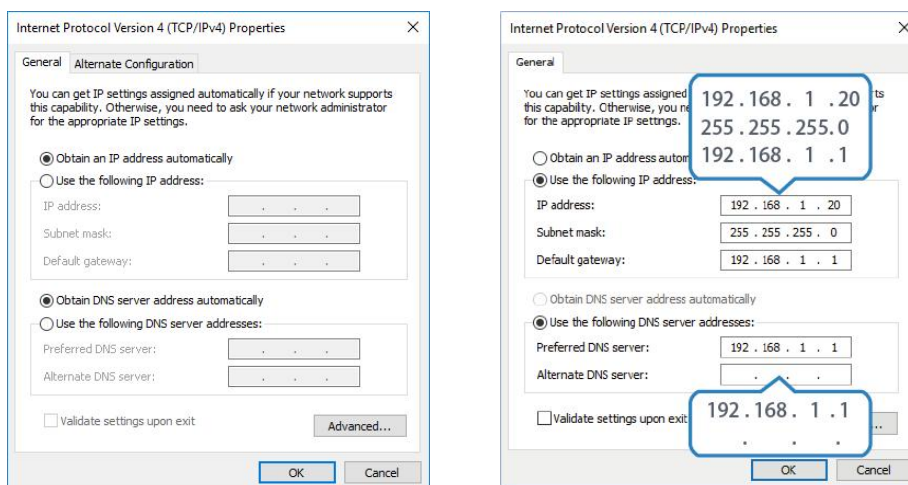 Internet Protocol Version 4 (TCP/IPv4) Properties
General
Alternate Configuration
You can get IP settings assigned automatically if your network supports
this capability. Otherwise, you need to ask your network administrator
for the appropriate IP settings.
Obtain an IP address automatically
Use the following IP address:
IP address:
. . .
Subnet mask:
. . .
Default gateway:
. . .
Obtain DNS server address automatically
Use the following DNS server addresses:
Preferred DNS server:
. . .
Alternate DNS server:
. . .
Validate settings upon exit
Advanced...
OK
Cancel
Internet Protocol Version 4 (TCP/IPv4) Properties
General
You can get IP settings assigned
this capability. Otherwise, you
for the appropriate IP settings.
192.168. 1 .20
255.255.255.0
192.168. 1 .1
Obtain an IP address
Use the following IP address:
IP address:
192 . 168 . 1 . 20
Subnet mask:
255 . 255 . 255 . 0
Default gateway:
192 . 168 . 1 . 1
Obtain DNS server address automatically
Use the following DNS server addresses:
Preferred DNS server:
192 . 168 . 1 . 1
Alternate DNS server:
. . .
Validate settings upon exit
192.168. 1 .1
. . .
OK
Cancel